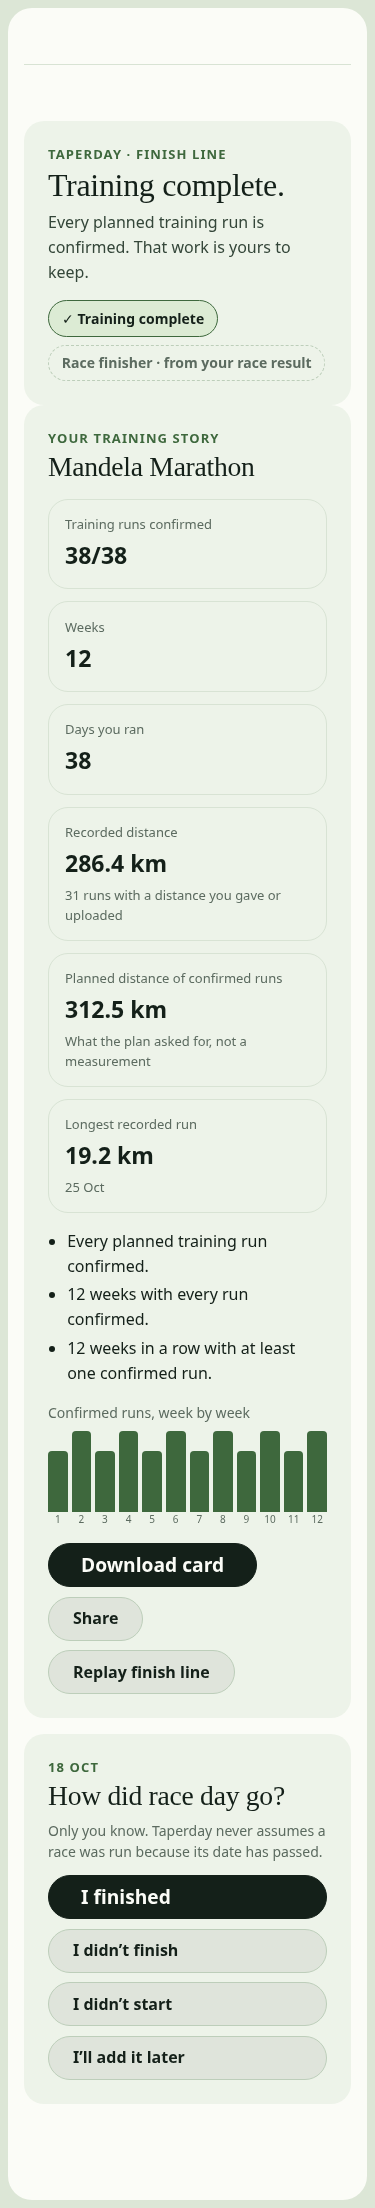 TAPERDAY · FINISH LINE
Training complete.
Every planned training run is
confirmed. That work is yours to
keep.
✓ Training complete
Race finisher · from your race result
YOUR TRAINING STORY
Mandela Marathon
Training runs confirmed
38/38
Weeks
12
Days you ran
38
Recorded distance
286.4 km
31 runs with a distance you gave or
uploaded
Planned distance of confirmed runs
312.5 km
What the plan asked for, not a
measurement
Longest recorded run
19.2 km
25 Oct
• Every planned training run
confirmed.
• 12 weeks with every run
confirmed.
• 12 weeks in a row with at least
one confirmed run.
Confirmed runs, week by week
1 2 3 4 5 6 7 8 9 10 11 12
Download card
Share
Replay finish line
18 OCT
How did race day go?
Only you know. Taperday never assumes a
race was run because its date has passed.
I finished
I didn’t finish
I didn’t start
I’ll add it later